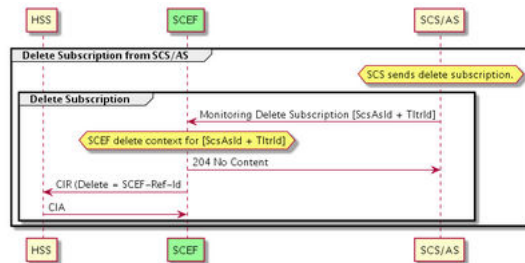 HSS SCEF SCS/AS
Delete Subscription from SCS/AS
SCS sends delete subscription.
Delete Subscription
Monitoring Delete Subscription [ScsAsId + TltrId]
SCEF delete context for [ScsAsId + TltrId]
204 No Content
CIR (Delete = SCEF-Ref-Id
CIA
HSS SCEF SCS/AS